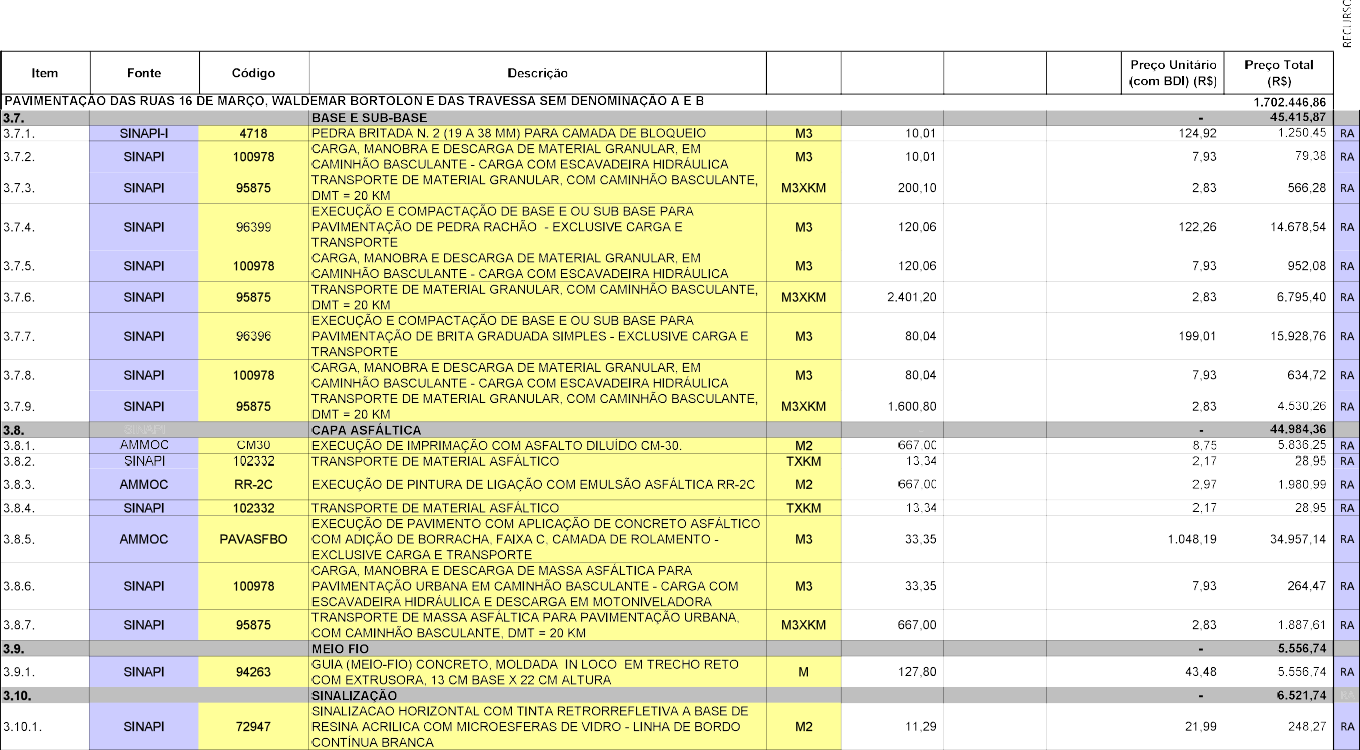 RECURSO
Item Fonte Código Descrição Preço Unitário (com BDI) (R$) Preço Total (R$)
PAVIMENTAÇÃO DAS RUAS 16 DE MARÇO, WALDEMAR BORTOLON E DAS TRAVESSA SEM DENOMINAÇÃO A E B 1.702.446,86
3.7. BASE E SUB-BASE - 45.415,87
3.7.1. SINAPI-I 4718 PEDRA BRITADA N. 2 (19 A 38 MM) PARA CAMADA DE BLOQUEIO M3 10,01 124,92 1.250,45 RA
3.7.2. SINAPI 100978 CARGA, MANOBRA E DESCARGA DE MATERIAL GRANULAR, EM
CAMINHÃO BASCULANTE - CARGA COM ESCAVADEIRA HIDRÁULICA M3 10,01 7,93 79,38 RA
3.7.3. SINAPI 95875 TRANSPORTE DE MATERIAL GRANULAR, COM CAMINHÃO BASCULANTE,
DMT = 20 KM M3XKM 200,10 2,83 566,28 RA
3.7.4. SINAPI 96399 EXECUÇÃO E COMPACTAÇÃO DE BASE E OU SUB BASE PARA
PAVIMENTAÇÃO DE PEDRA RACHÃO - EXCLUSIVE CARGA E
TRANSPORTE M3 120,06 122,26 14.678,54 RA
3.7.5. SINAPI 100978 CARGA, MANOBRA E DESCARGA DE MATERIAL GRANULAR, EM
CAMINHÃO BASCULANTE - CARGA COM ESCAVADEIRA HIDRÁULICA M3 120,06 7,93 952,08 RA
3.7.6. SINAPI 95875 TRANSPORTE DE MATERIAL GRANULAR, COM CAMINHÃO BASCULANTE,
DMT = 20 KM M3XKM 2.401,20 2,83 6.795,40 RA
3.7.7. SINAPI 96396 EXECUÇÃO E COMPACTAÇÃO DE BASE E OU SUB BASE PARA
PAVIMENTAÇÃO DE BRITA GRADUADA SIMPLES - EXCLUSIVE CARGA E
TRANSPORTE M3 80,04 199,01 15.928,76 RA
3.7.8. SINAPI 100978 CARGA, MANOBRA E DESCARGA DE MATERIAL GRANULAR, EM
CAMINHÃO BASCULANTE - CARGA COM ESCAVADEIRA HIDRÁULICA M3 80,04 7,93 634,72 RA
3.7.9. SINAPI 95875 TRANSPORTE DE MATERIAL GRANULAR, COM CAMINHÃO BASCULANTE,
DMT = 20 KM M3XKM 1.600,80 2,83 4.530,26 RA
3.8. SINAPI CAPA ASFÁLTICA - - 44.984,36
3.8.1. AMMOC CM30 EXECUÇÃO DE IMPRIMAÇÃO COM ASFALTO DILUÍDO CM-30. M2 667,00 8,75 5.836,25 RA
3.8.2. SINAPI 102332 TRANSPORTE DE MATERIAL ASFÁLTICO TXKM 13,34 2,17 28,95 RA
3.8.3. AMMOC RR-2C EXECUÇÃO DE PINTURA DE LIGAÇÃO COM EMULSÃO ASFÁLTICA RR-2C M2 667,00 2,97 1.980,99 RA
3.8.4. SINAPI 102332 TRANSPORTE DE MATERIAL ASFÁLTICO TXKM 13,34 2,17 28,95 RA
3.8.5. AMMOC PAVASFBO EXECUÇÃO DE PAVIMENTO COM APLICAÇÃO DE CONCRETO ASFÁLTICO
COM ADIÇÃO DE BORRACHA, FAIXA C, CAMADA DE ROLAMENTO -
EXCLUSIVE CARGA E TRANSPORTE M3 33,35 1.048,19 34.957,14 RA
3.8.6. SINAPI 100978 CARGA, MANOBRA E DESCARGA DE MASSA ASFÁLTICA PARA
PAVIMENTAÇÃO URBANA EM CAMINHÃO BASCULANTE - CARGA COM
ESCAVADEIRA HIDRÁULICA E DESCARGA EM MOTONIVELADORA M3 33,35 7,93 264,47 RA
3.8.7. SINAPI 95875 TRANSPORTE DE MASSA ASFÁLTICA PARA PAVIMENTAÇÃO URBANA,
COM CAMINHÃO BASCULANTE, DMT = 20 KM M3XKM 667,00 2,83 1.887,61 RA
3.9. MEIO FIO - 5.556,74
3.9.1. SINAPI 94263 GUIA (MEIO-FIO) CONCRETO, MOLDADA IN LOCO EM TRECHO RETO
COM EXTRUSORA, 13 CM BASE X 22 CM ALTURA M 127,80 43,48 5.556,74 RA
3.10. SINALIZAÇÃO - 6.521,74 RA
3.10.1. SINAPI 72947 SINALIZACAO HORIZONTAL COM TINTA RETRORREFLETIVA A BASE DE
RESINA ACRILICA COM MICROESFERAS DE VIDRO - LINHA DE BORDO
CONTÍNUA BRANCA M2 11,29 21,99 248,27 RA